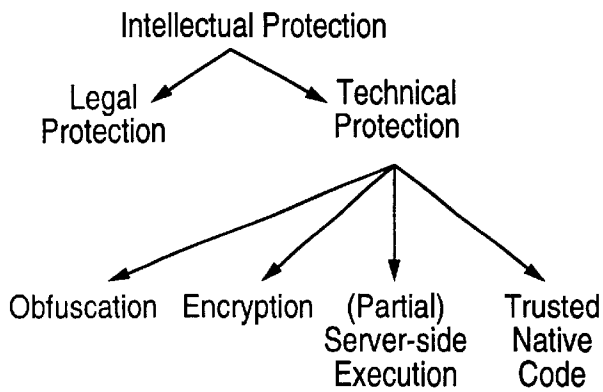 Intellectual Protection
Legal
Protection
Technical
Protection
Obfuscation
Encryption
(Partial)
Server-side
Execution
Trusted
Native
Code